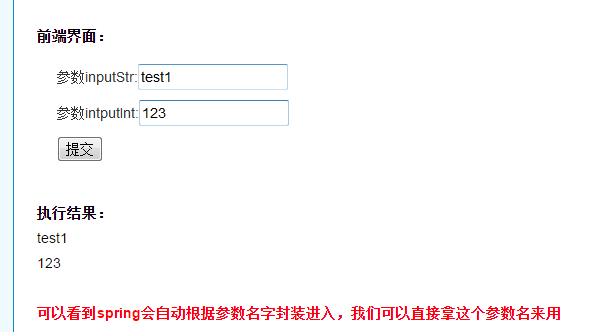 前端界面：
参数inputStr:test1
参数intputInt:123
提交
执行结果：
test1
123
可以看到spring会自动根据参数名字封装进入，我们可以直接拿这个参数名来用